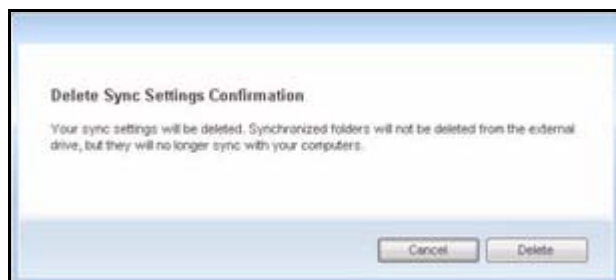 Delete Sync Settings Confirmation
Your sync settings will be deleted. Synchronized folders will not be deleted from the external
drive, but they will no longer sync with your computers.
Cancel
Delete